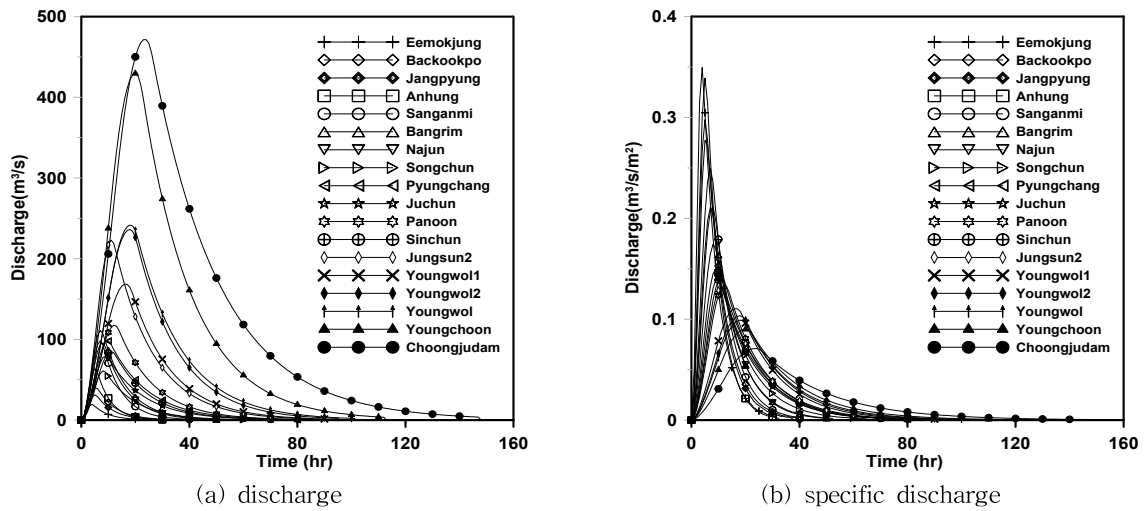 500
400
300
200
100
0
Discharge(m³/s)
0 40 80 120 160
Time (hr)
Eemokjung
Backookpo
Jangpyung
Anhung
Sanganmi
Bangrim
Najun
Songchun
Pyungchang
Juchun
Panoon
Sinchun
Jungsun2
Youngwol1
Youngwol2
Youngwol
Youngchoon
Choongjudam
(a) discharge
0.4
0.3
0.2
0.1
0
Discharge(m³/s/m²)
0 40 80 120 160
Time (hr)
Eemokjung
Backookpo
Jangpyung
Anhung
Sanganmi
Bangrim
Najun
Songchun
Pyungchang
Juchun
Panoon
Sinchun
Jungsun2
Youngwol1
Youngwol2
Youngwol
Youngchoon
Choongjudam
(b) specific discharge